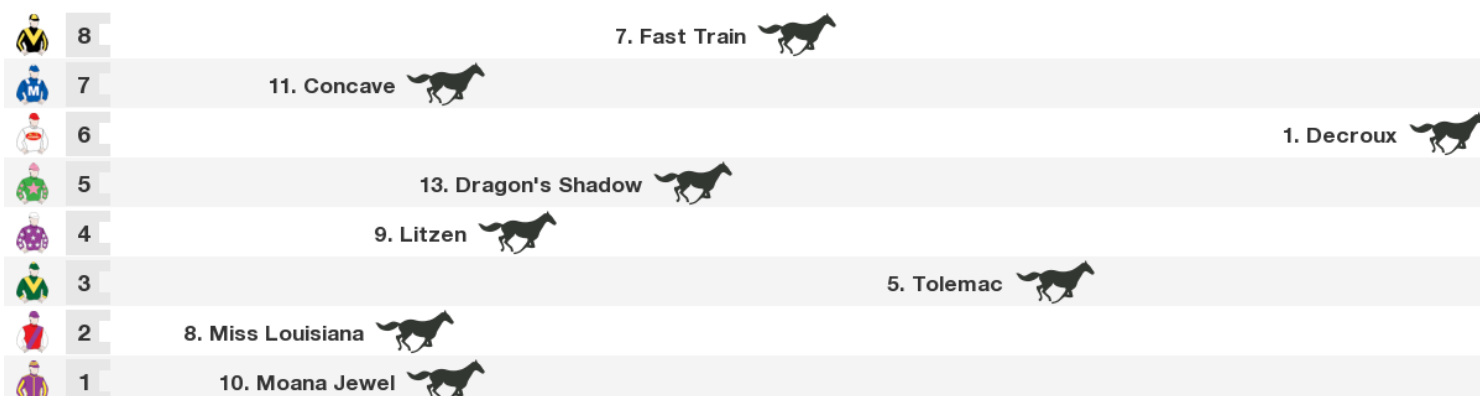 8 7. Fast Train
7 11. Concave
M
6 1. Decroux
5 13. Dragon's Shadow
4 9. Litzen
3 5. Tolemac
2 8. Miss Louisiana
1 10. Moana Jewel